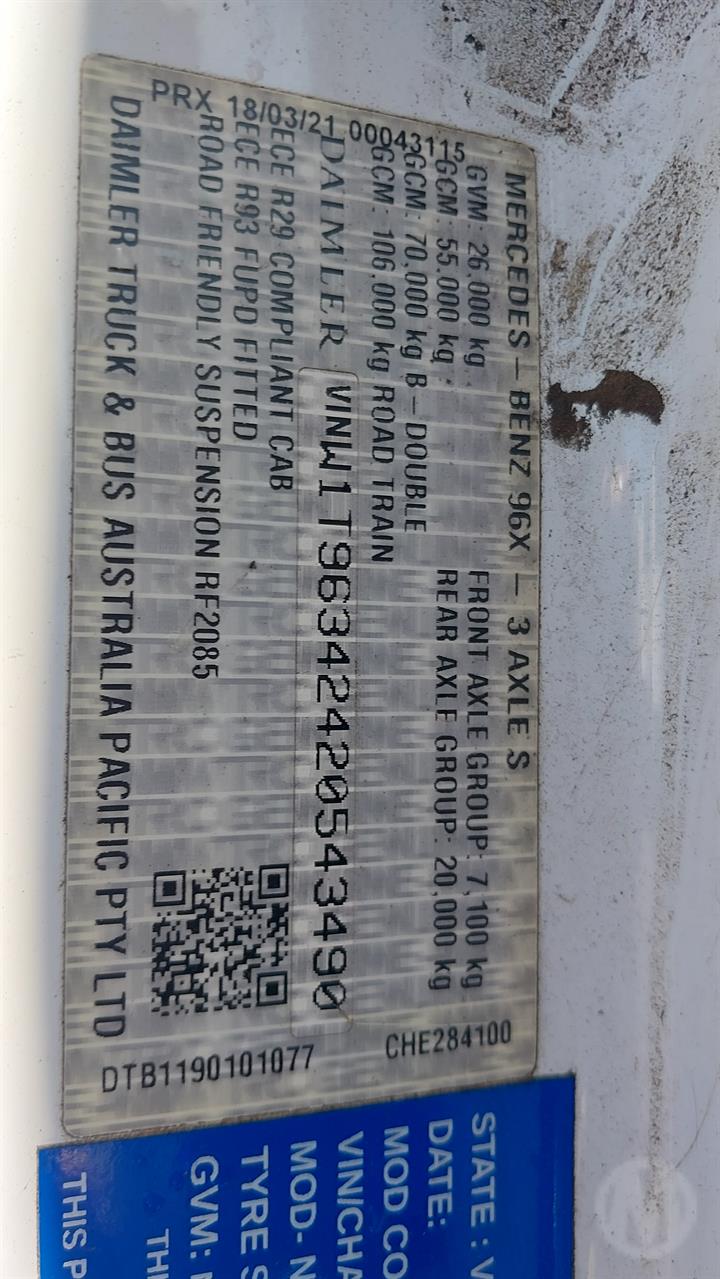 MERCEDES – BENZ 96X – 3 AXLE S
GVM: 26.000 kg FRONT AXLE GROUP: 7,100 kg
GCM: 55.000 kg REAR AXLE GROUP: 20,000 kg
GCM: 70.000 kg B – DOUBLE
GCM: 106.000 kg ROAD TRAIN
DAIMLER VINW1T96342420543490
ECE R29 COMPLIANT CAB
ECE R93 FUPD FITTED
ROAD FRIENDLY SUSPENSION RF2085
DAIMLER TRUCK & BUS AUSTRALIA PACIFIC PTY LTD
PRX 18/03/21 00043115
CHE284100
DTB1190101077
STATE : V
DATE:
MOD CO
VIN/CHA
MOD- N
TYRE S
GVM:
THI
THIS P
M